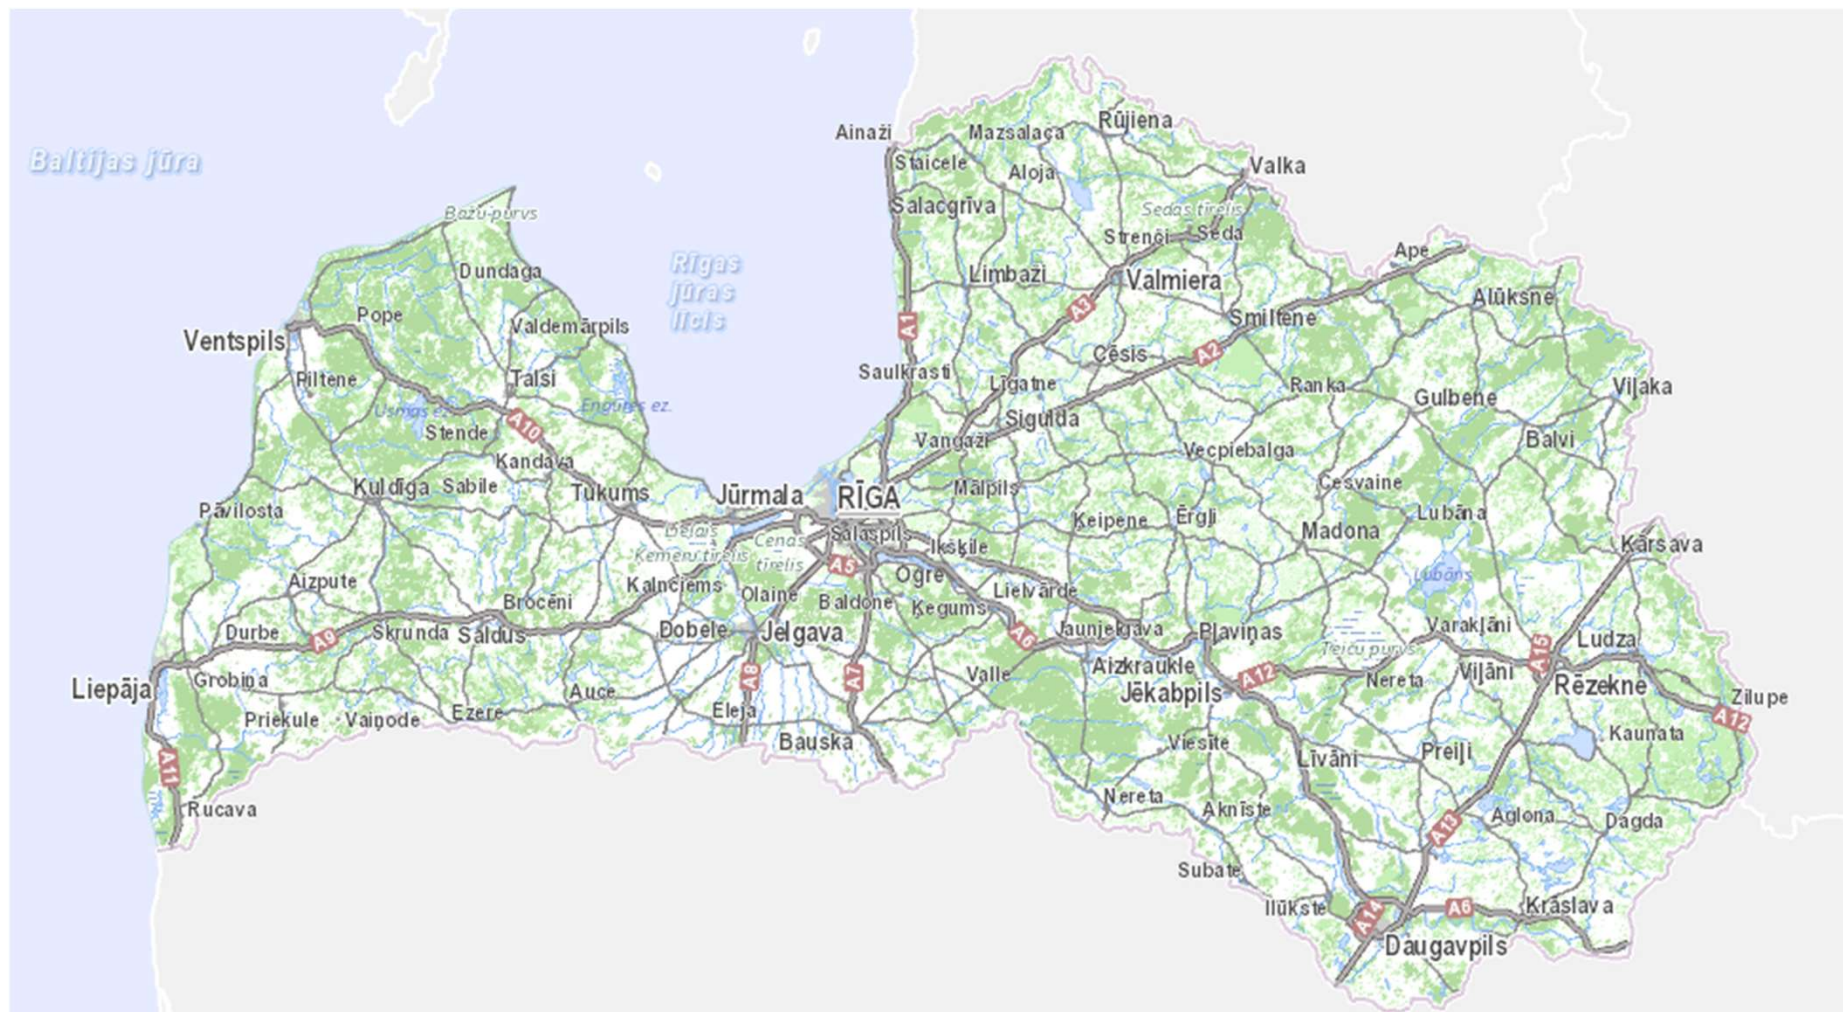 Ainaži
Mazsalaca
Rūjiena
Baltijas jūra
Staicele
Aloja
Valka
Salacgrīva
Bažu purvs
Sedas tīrelis
Strenči
Seda
Ape
Rīgas
jūras
līcis
Dundaga
Limbaži
Valmiera
Alūksne
Pope
A3
Ventspils
Valdemārpils
A1
Smiltene
Cēsis
A2
Piltene
Talsi
Saulkrasti
Līgatne
Ranka
Viļaka
Usmas ez.
Engures ez.
Gulbene
Stende
A10
Sigulda
Vangaži
Balvi
Kandava
Vecpiebalga
Kuldīga
Sabile
Tukums
Jūrmala
RĪGA
Mālpils
Cesvaine
Pāvilosta
Ķeipene
Ērgļi
Lubāna
Madona
Lielais
Ķemeru tīrelis
Cenas
tīrelis
Salaspils
Ikšķile
Kārsava
A5
Ogre
Lubāns
Aizpute
Kalnciems
Olaine
Baldone
Ķegums
Lielvārde
Brocēni
Durbe
A9
Skrunda
Saldus
Dobele
Jelgava
A6
Jaunjelgava
Pļaviņas
Varakļāni
Ludza
Teiču purvs
A15
Liepāja
Grobiņa
Auce
A8
A7
Valle
Aizkraukle
Jēkabpils
A12
Nereta
Viļāni
Rēzekne
Zilupe
A12
Priekule
Vaiņode
Ezere
Eleja
Bauska
Viesīte
Līvāni
Preiļi
Kaunata
A11
Rucava
Nereta
Aknīste
A13
Aglona
Dagda
Subate
Ilūkste
A14
A6
Krāslava
Daugavpils